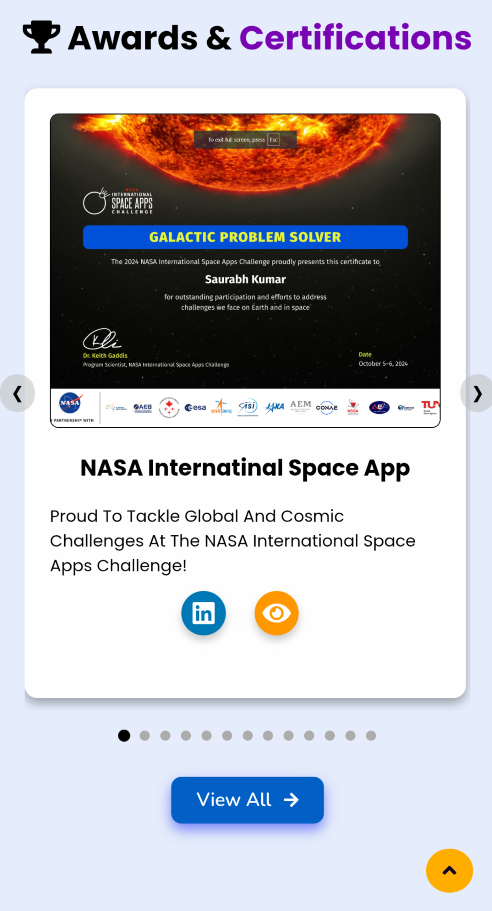 Awards & Certifications
To exit full screen, press Esc
NASA
INTERNATIONAL
SPACE APPS
CHALLENGE
GALACTIC PROBLEM SOLVER
The 2024 NASA International Space Apps Challenge proudly presents this certificate to
Saurabh Kumar
for outstanding participation and efforts to address
challenges we face on Earth and in space
Dr. Keith Gaddis
Program Scientist, NASA International Space Apps Challenge
Date
October 5–6, 2024
NASA
PARTNERSHIP WITH
AEB
esa
ASI
JAXA
AEM
CONAE
NSSA
TUA
❮
❯
NASA Internatinal Space App
Proud To Tackle Global And Cosmic
Challenges At The NASA International Space
Apps Challenge!
in
View All